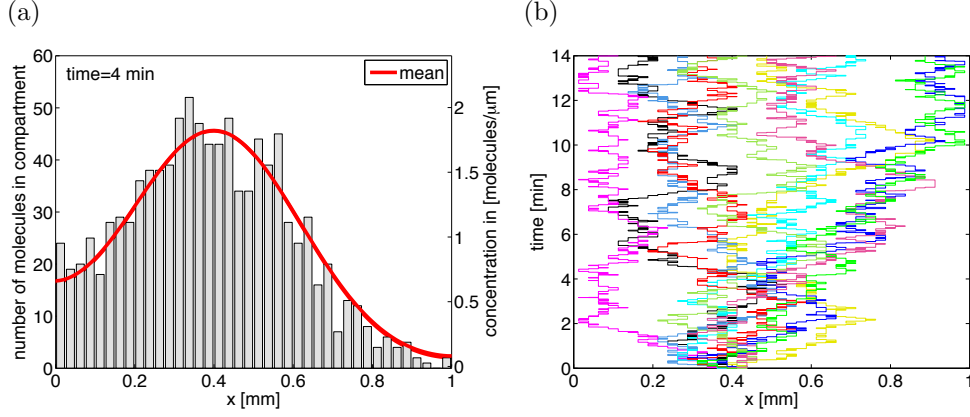 (a)
time=4 min
mean
number of molecules in compartment
60
50
40
30
20
10
0
concentration in [molecules/μm]
2
1.5
1
0.5
0
0 0.2 0.4 0.6 0.8 1
x [mm]
(b)
time [min]
14
12
10
8
6
4
2
0
0 0.2 0.4 0.6 0.8 1
x [mm]